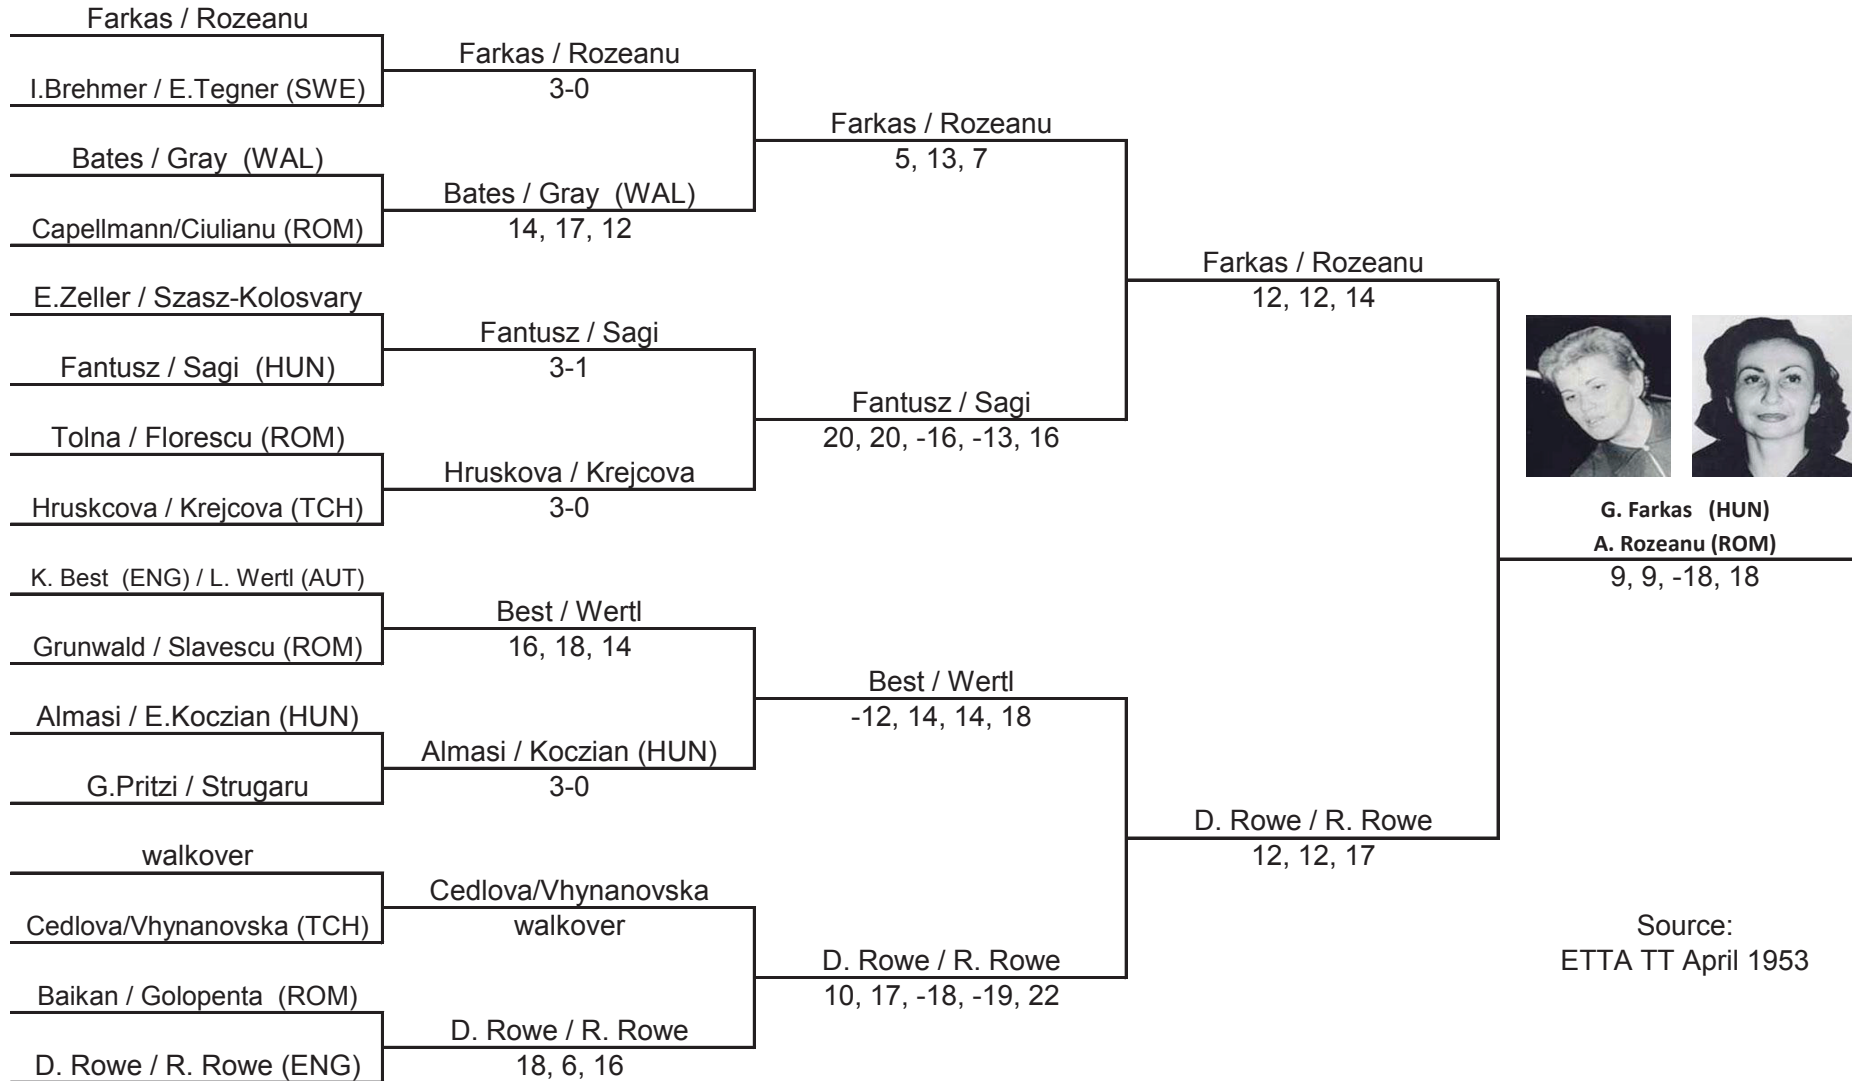 Farkas / Rozeanu
I.Brehmer / E.Tegner (SWE)
Bates / Gray (WAL)
Capellmann/Ciulianu (ROM)
E.Zeller / Szasz-Kolosvary
Fantusz / Sagi (HUN)
Tolna / Florescu (ROM)
Hruskcova / Krejcova (TCH)
K. Best (ENG) / L. Wertl (AUT)
Grunwald / Slavescu (ROM)
Almasi / E.Koczian (HUN)
G.Pritzi / Strugaru
walkover
Cedlova/Vhynanovska (TCH)
Baikan / Golopenta (ROM)
D. Rowe / R. Rowe (ENG)
Farkas / Rozeanu
3-0
Bates / Gray (WAL)
14, 17, 12
Fantusz / Sagi
3-1
Hruskova / Krejcova
3-0
Best / Wertl
16, 18, 14
Almasi / Koczian (HUN)
3-0
Cedlova/Vhynanovska
walkover
D. Rowe / R. Rowe
18, 6, 16
Farkas / Rozeanu
5, 13, 7
Fantusz / Sagi
20, 20, -16, -13, 16
Best / Wertl
-12, 14, 14, 18
D. Rowe / R. Rowe
10, 17, -18, -19, 22
Farkas / Rozeanu
12, 12, 14
D. Rowe / R. Rowe
12, 12, 17
G. Farkas (HUN)
A. Rozeanu (ROM)
9, 9, -18, 18
Source:
ETTA TT April 1953